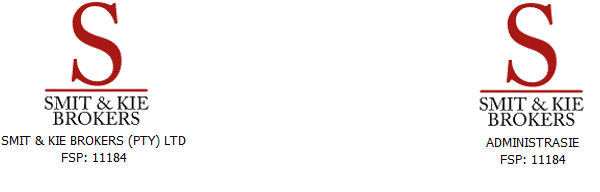 S
SMIT & KIE
BROKERS
SMIT & KIE BROKERS (PTY) LTD
FSP: 11184
S
SMIT & KIE
BROKERS
ADMINISTRASIE
FSP: 11184